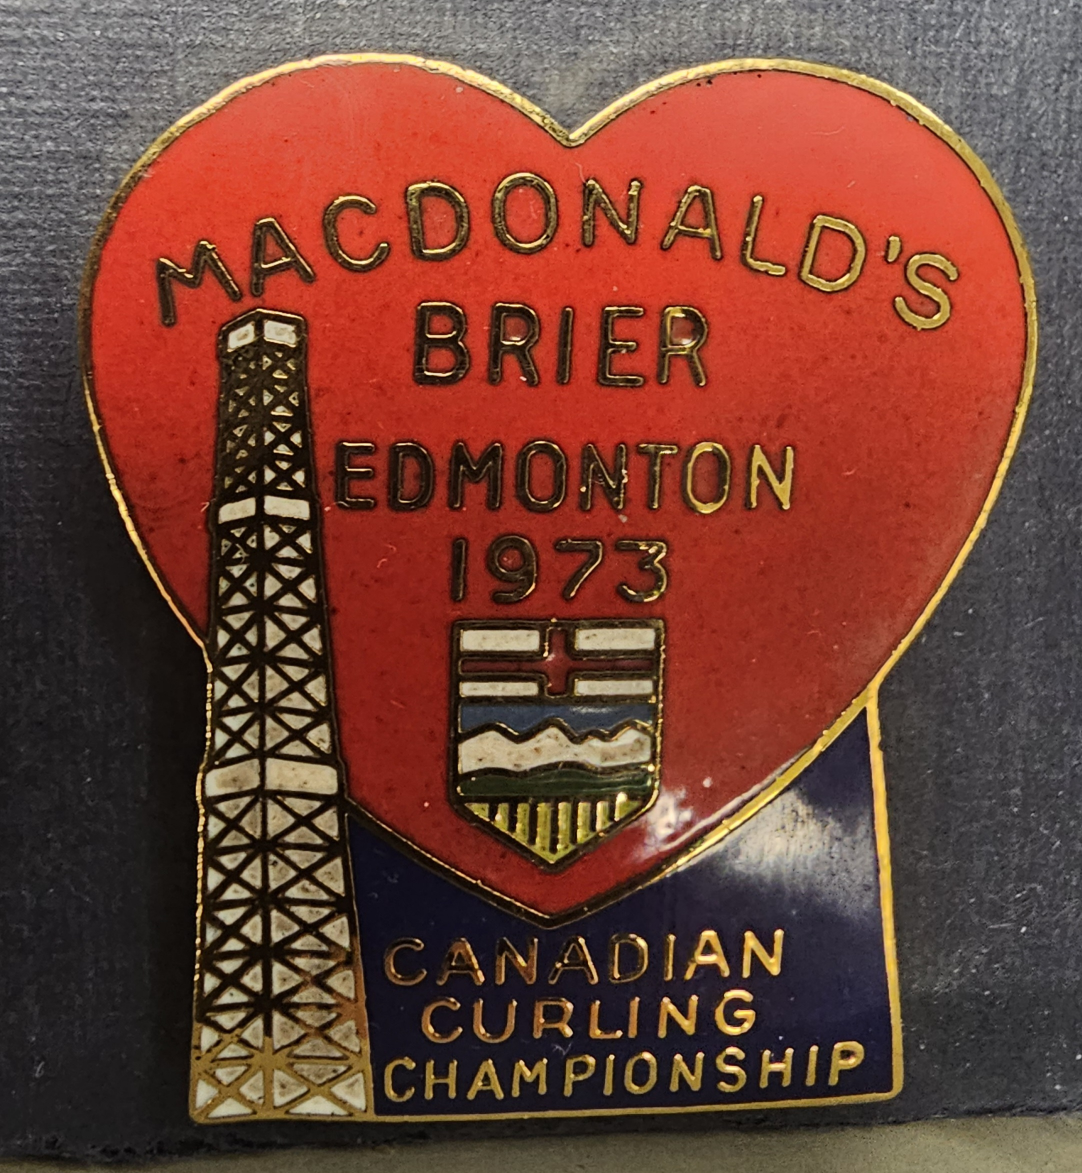 MACDONALD'S
BRIER
EDMONTON
1973
CANADIAN
CURLING
CHAMPIONSHIP